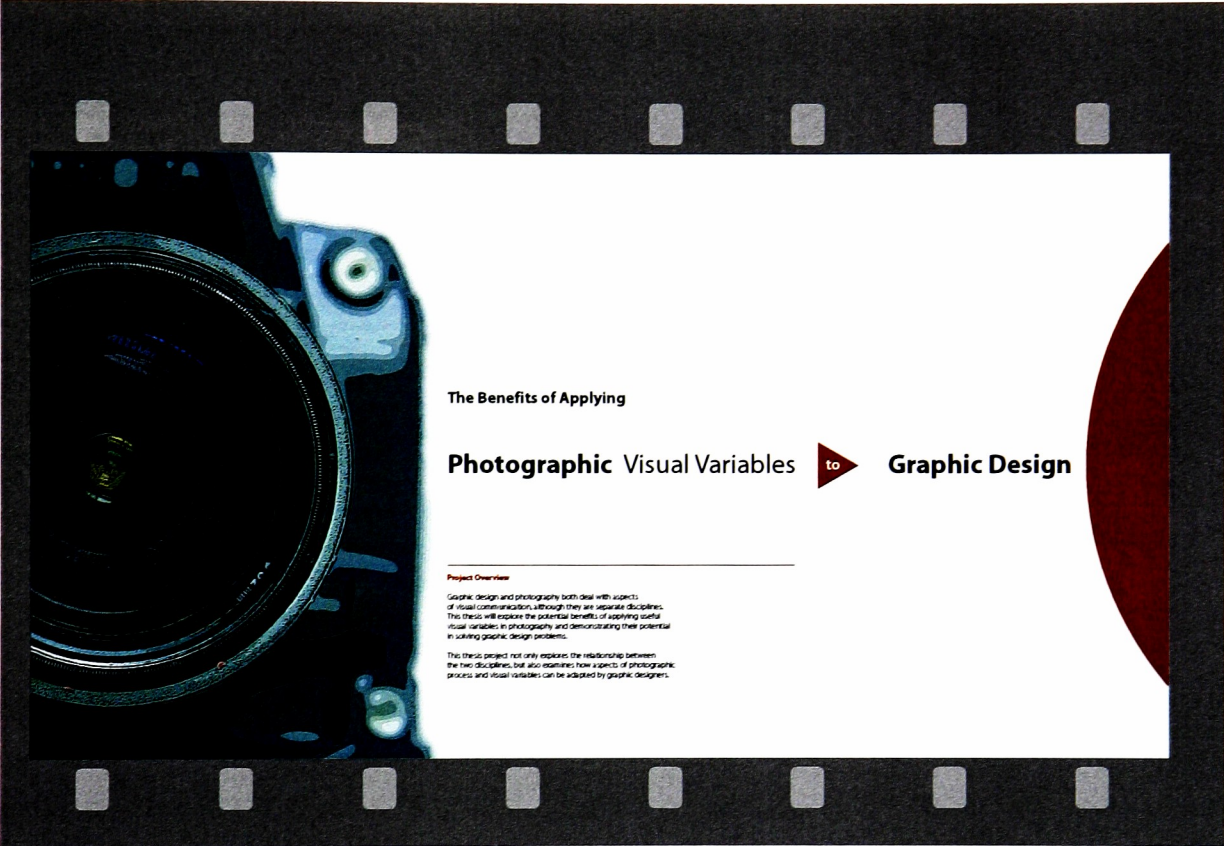 The Benefits of Applying
Photographic Visual Variables to Graphic Design
Project Overview
Graphic design and photography both deal with aspects
of visual communication, although they are separate disciplines.
This thesis will explore the potential benefits of applying useful
visual variables in photography and demonstrating their potential
in solving graphic design problems.
This thesis project not only explores the relationship between
the two disciplines, but also examines how aspects of photographic
process and visual variables can be adapted by graphic designers.